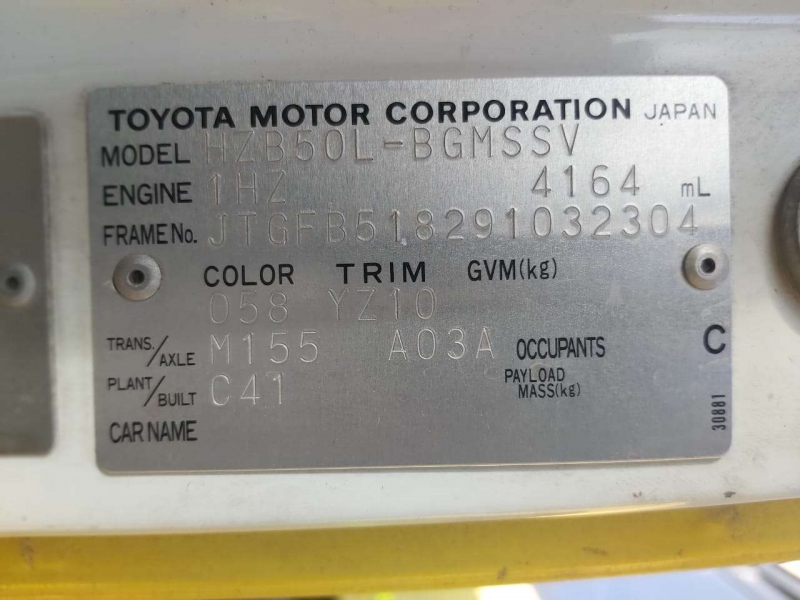 TOYOTA MOTOR CORPORATION JAPAN
MODEL HZB50L-BGMSSV
ENGINE 1HZ 4164 mL
FRAME No. JTGFB518291032304
COLOR TRIM GVM(kg)
058 YZ10
TRANS./AXLE M155 A03A OCCUPANTS C
PLANT/BUILT C41 PAYLOAD MASS(kg)
CAR NAME
30881